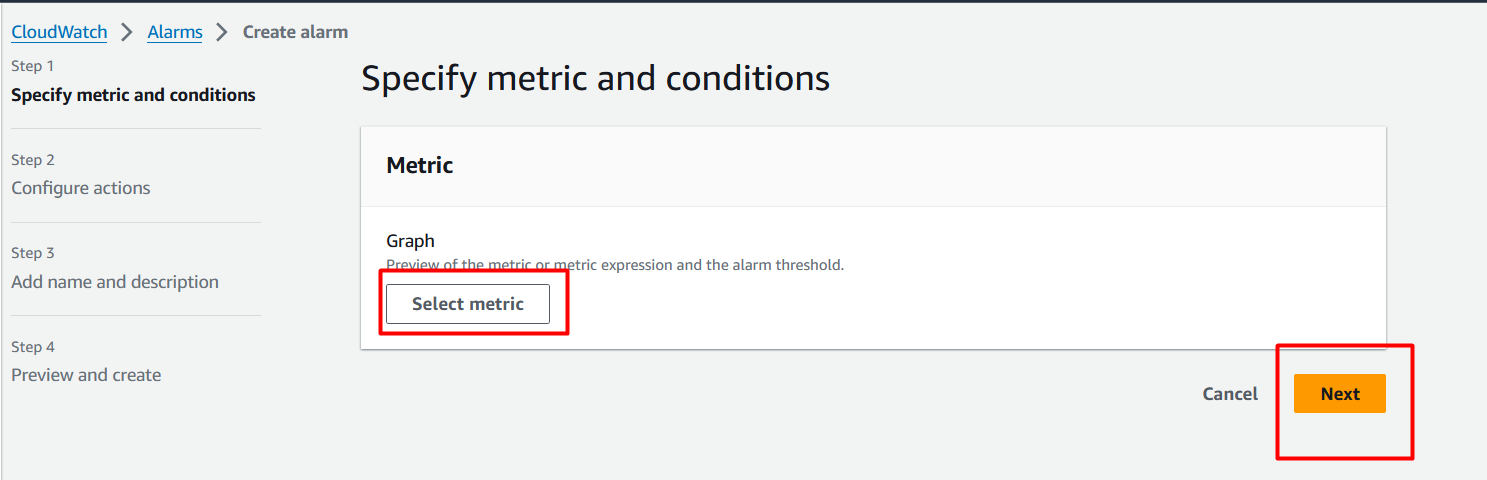 CloudWatch > Alarms > Create alarm
Step 1
Specify metric and conditions
Step 2
Configure actions
Step 3
Add name and description
Step 4
Preview and create
Specify metric and conditions
Metric
Graph
Preview of the metric or metric expression and the alarm threshold.
Select metric
Cancel Next